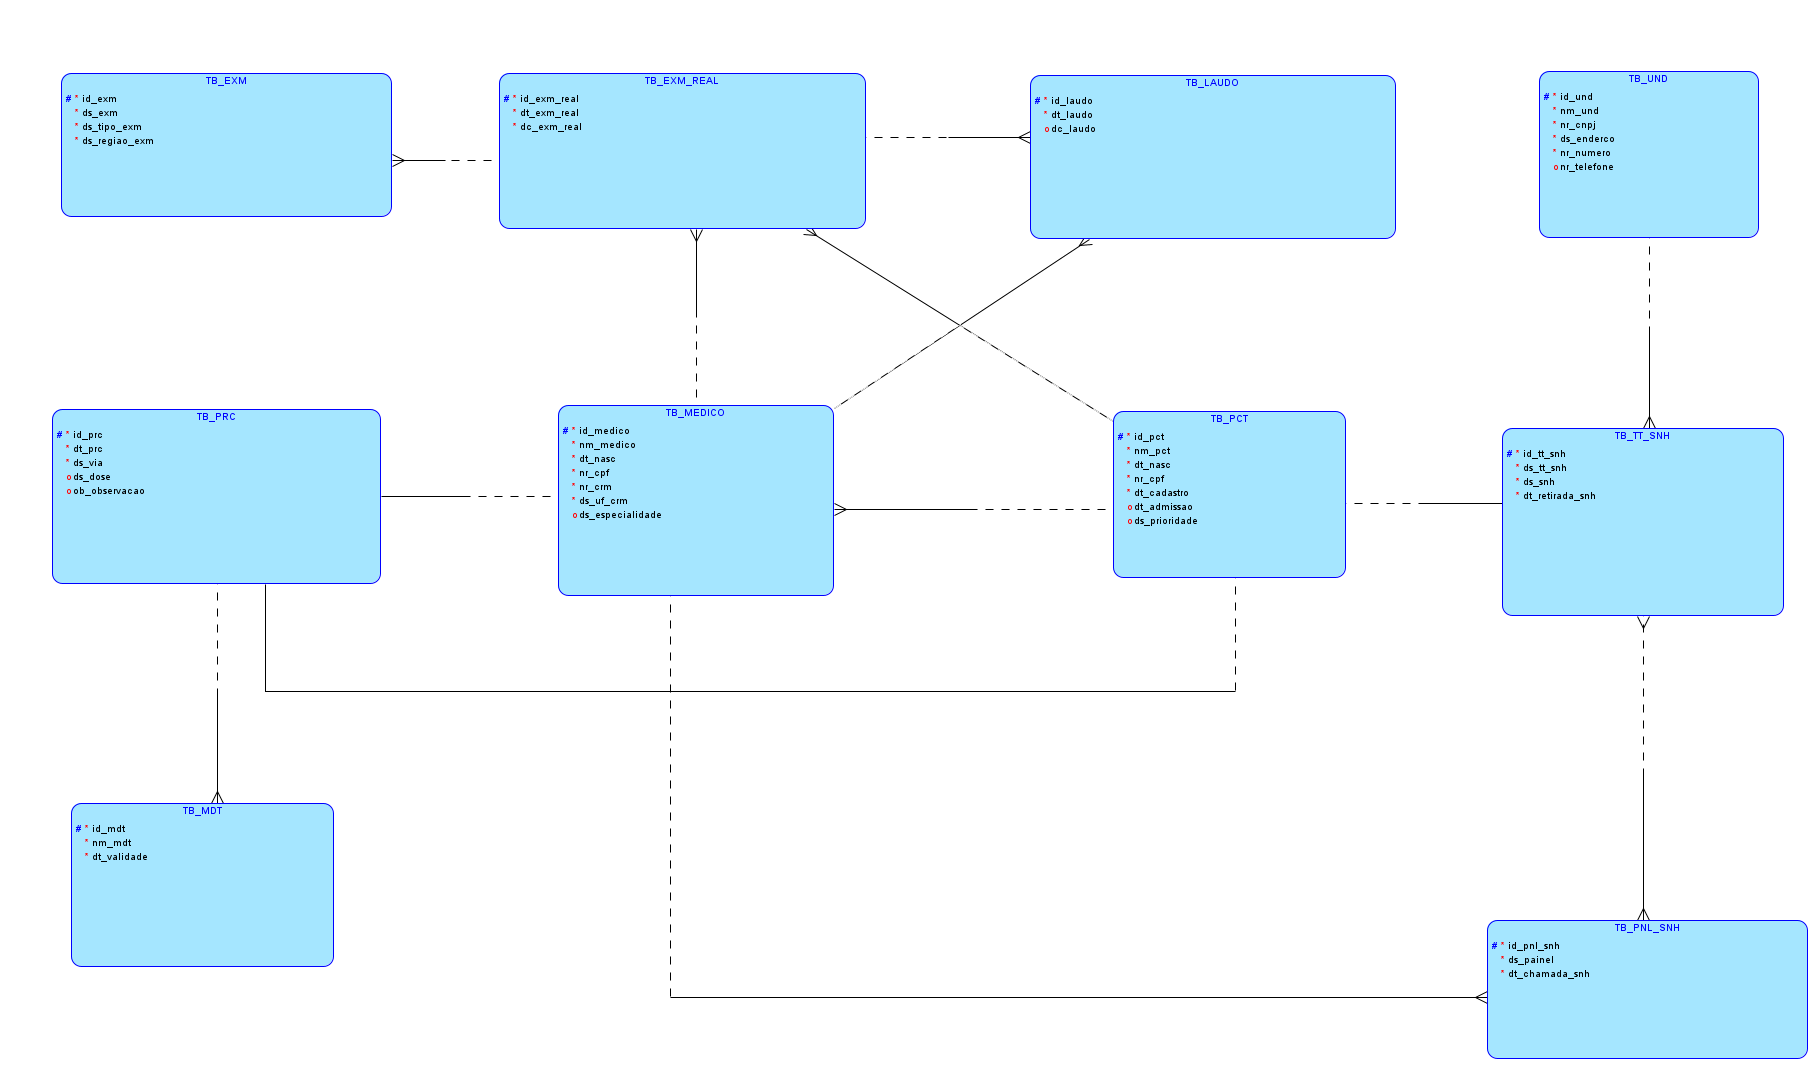 TB_EXM
# * id_exm
* ds_exm
* ds_tipo_exm
* ds_regiao_exm
TB_EXM_REAL
# * id_exm_real
* dt_exm_real
* dc_exm_real
TB_LAUDO
# * id_laudo
* dt_laudo
o dc_laudo
TB_UND
# * id_und
* nm_und
* nr_cnpj
* ds_enderco
* nr_numero
o nr_telefone
TB_PRC
# * id_prc
* dt_prc
* ds_via
o ds_dose
o ob_observacao
TB_MEDICO
# * id_medico
* nm_medico
* dt_nasc
* nr_cpf
* nr_crm
* ds_uf_crm
o ds_especialidade
TB_PCT
# * id_pct
* nm_pct
* dt_nasc
* nr_cpf
* dt_cadastro
o dt_admissao
o ds_prioridade
TB_TT_SNH
# * id_tt_snh
* ds_tt_snh
* ds_snh
* dt_retirada_snh
TB_MDT
# * id_mdt
* nm_mdt
* dt_validade
TB_PNL_SNH
# * id_pnl_snh
* ds_painel
* dt_chamada_snh